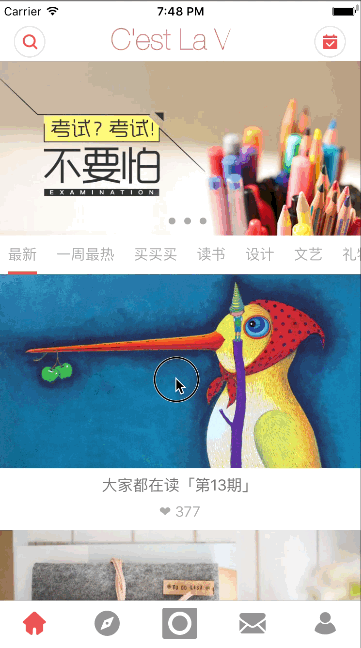 Carrier
7:48 PM
C'est La V
考试？考试！
不要怕
EXAMINATION
最新 一周最热 买买买 读书 设计 文艺 礼物
大家都在读「第13期」
❤ 377